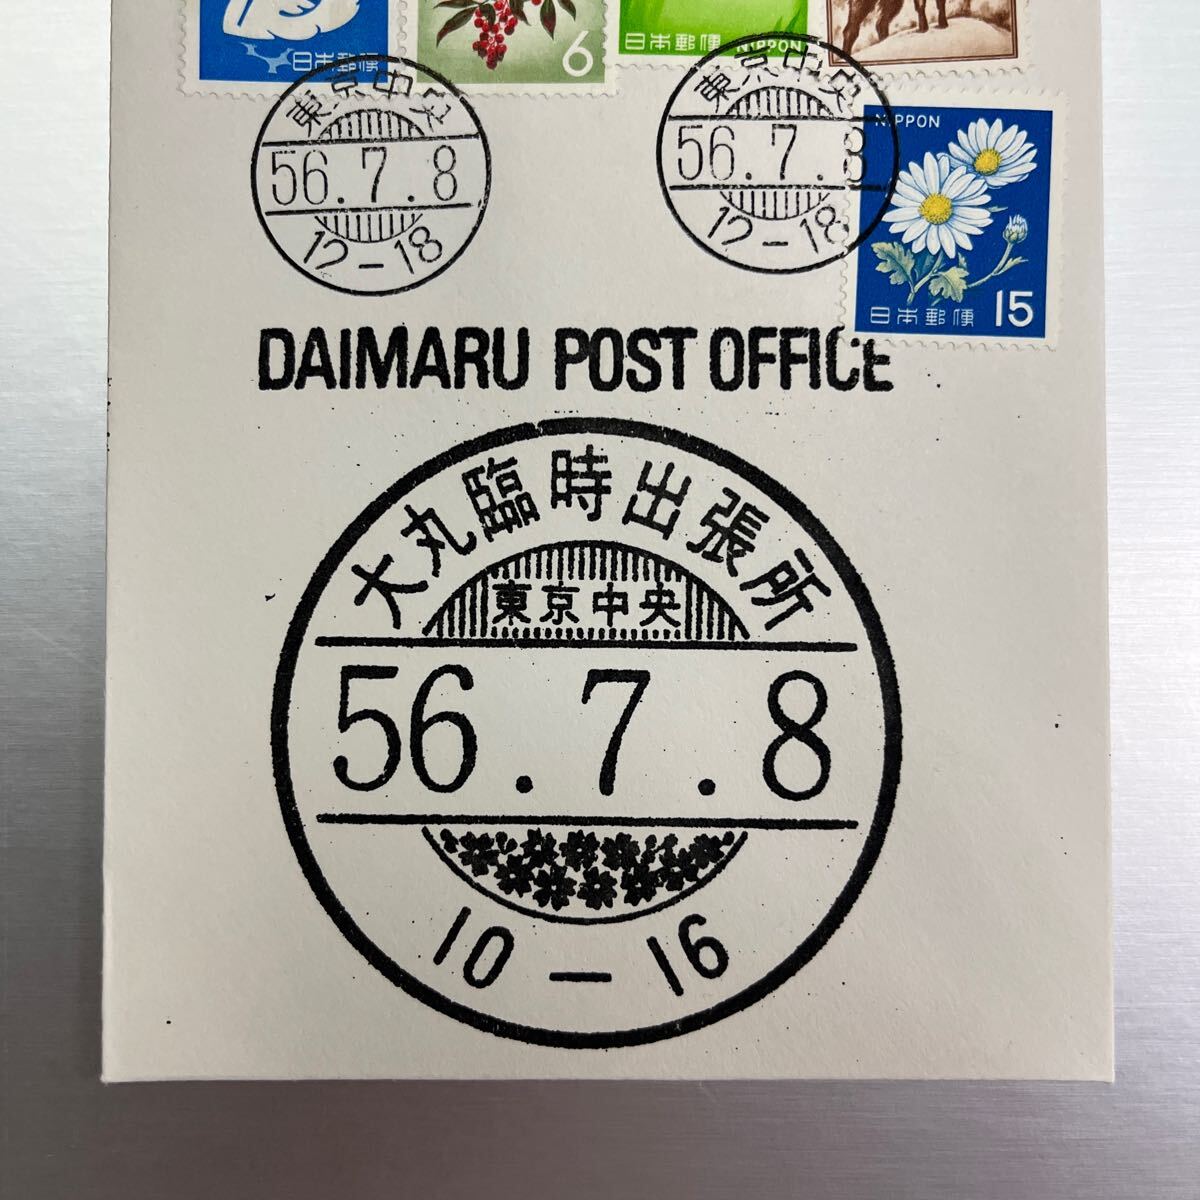 日本郵便
6
日本郵便 NIPPON
東京中央
56.7.8
12-18
東京中央
56.7.8
12-18
NIPPON
日本郵便 15
DAIMARU POST OFFICE
大丸臨時出張所
東京中央
56.7.8
10-16